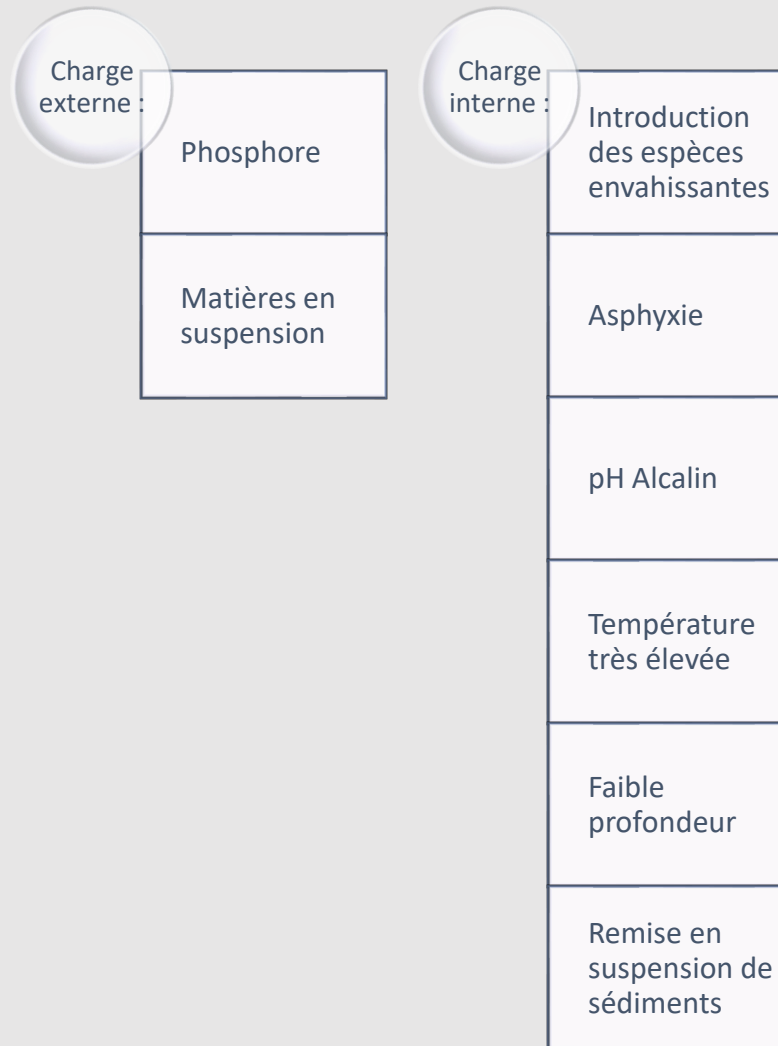 Charge
externe :
Phosphore
Matières en
suspension
Charge
interne :
Introduction
des espèces
envahissantes
Asphyxie
pH Alcalin
Température
très élevée
Faible
profondeur
Remise en
suspension de
sédiments